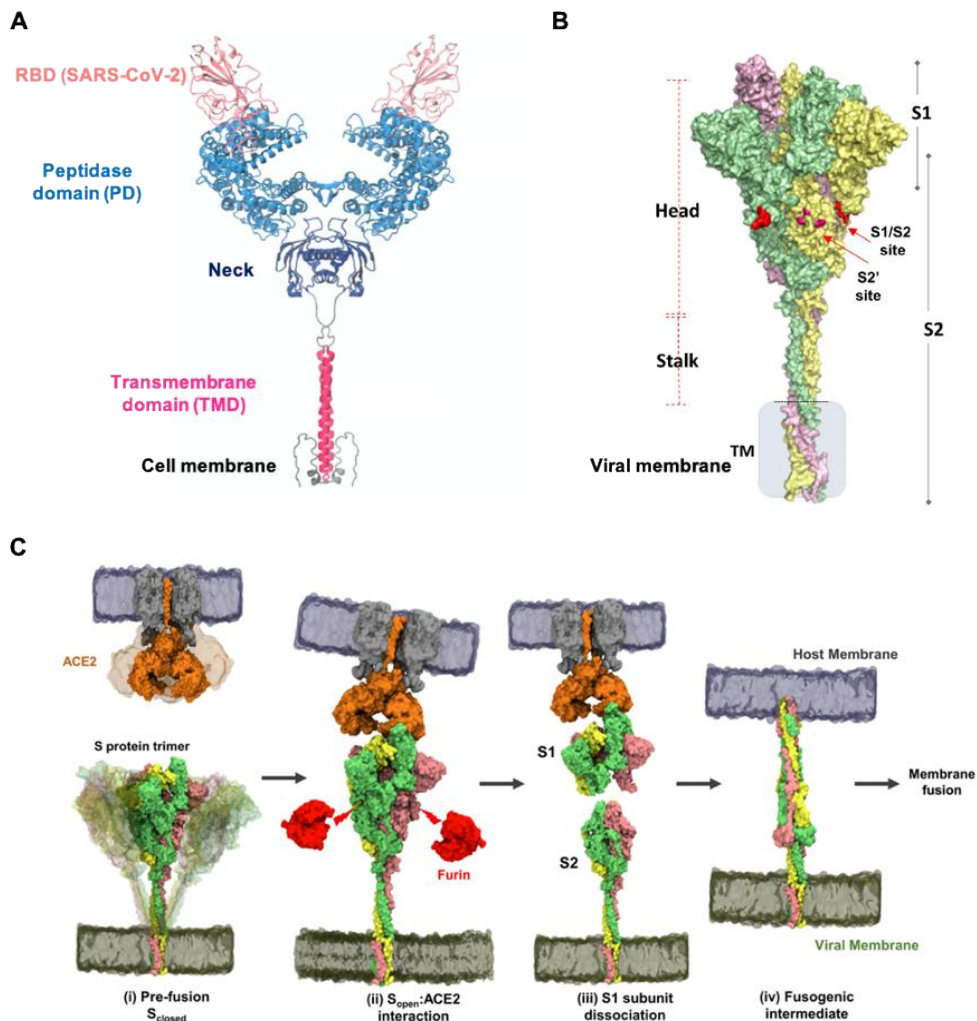 A
RBD (SARS-CoV-2)
Peptidase
domain (PD)
Neck
Transmembrane
domain (TMD)
Cell membrane
B
S1
Head
S1/S2
site
S2'
site
S2
Stalk
TM
Viral membrane
C
ACE2
S protein trimer
Furin
S1
S2
Host Membrane
Membrane
fusion
Viral Membrane
(i) Pre-fusion
Sclosed
(ii) Sopen:ACE2
interaction
(iii) S1 subunit
dissociation
(iv) Fusogenic
intermediate